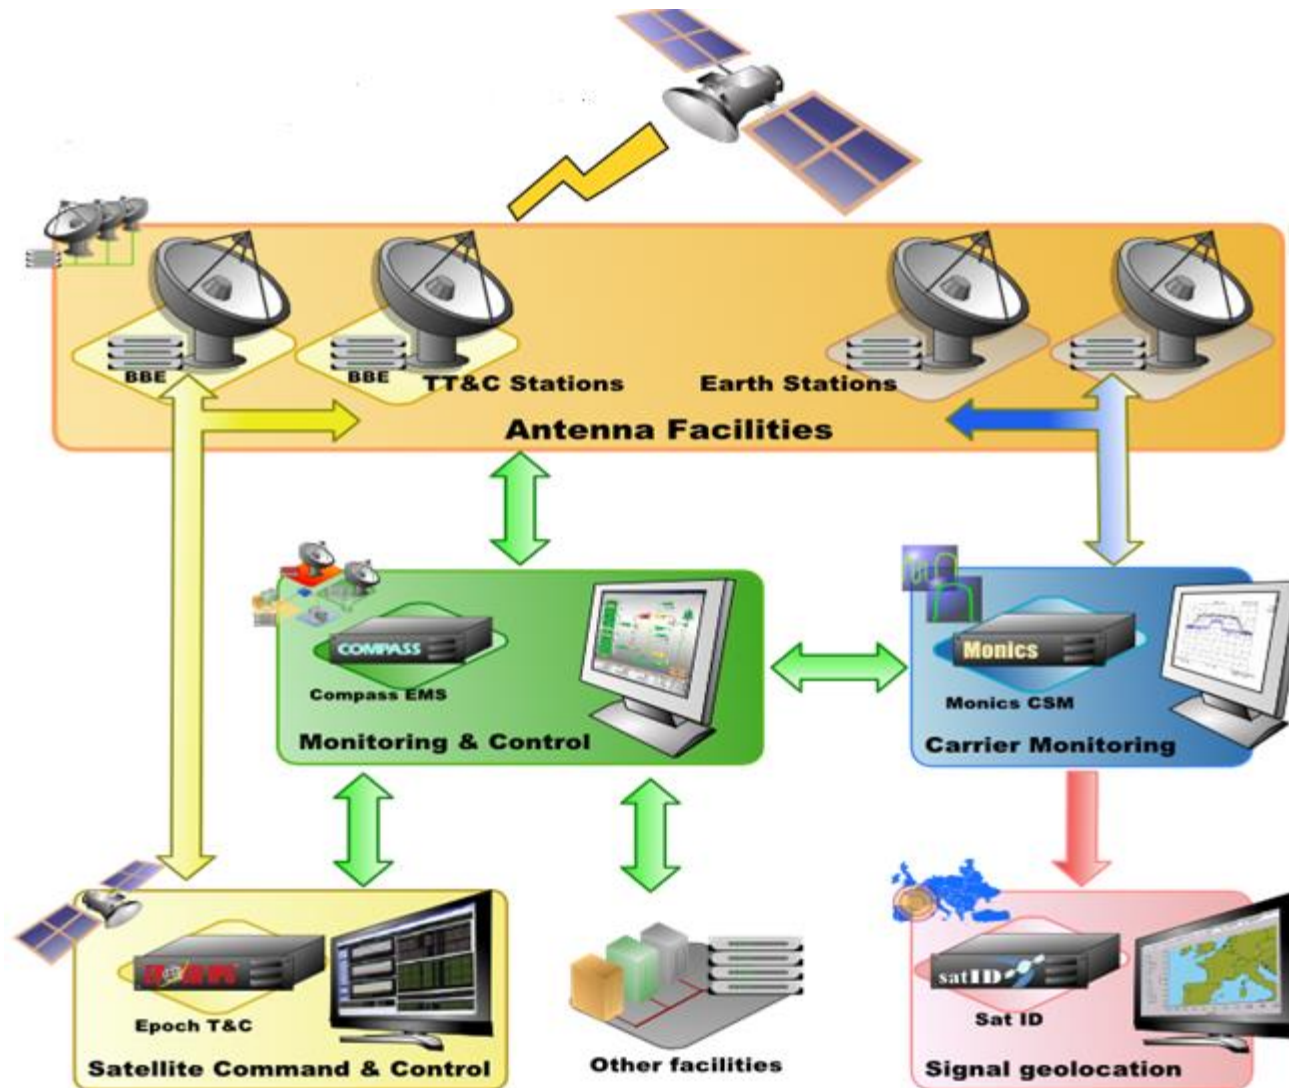 BBE
BBE
TT&C Stations
Earth Stations
Antenna Facilities
COMPASS
Compass EMS
Monitoring & Control
Monics
Monics CSM
Carrier Monitoring
Epoch T&C
Satellite Command & Control
Other facilities
satID
Sat ID
Signal geolocation